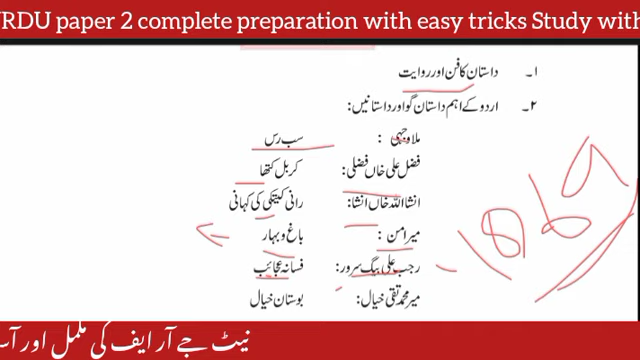 RDU paper 2 complete preparation with easy tricks Study with
۱۔ داستان کا فن اور روایت
۲۔ اردو کے اہم داستان گو اور داستانیں:
ملا وجہی : سب رس
فضل علی خاں فضلی: کربل کتھا
انشا اللہ خاں انشا: رانی کیتکی کی کہانی
میر امن : باغ و بہار
رجب علی بیگ سرور: فسانہ عجائب
میر محمد تقی خیال: بوستان خیال
نیٹ جے آر ایف کی مکمل اور آس